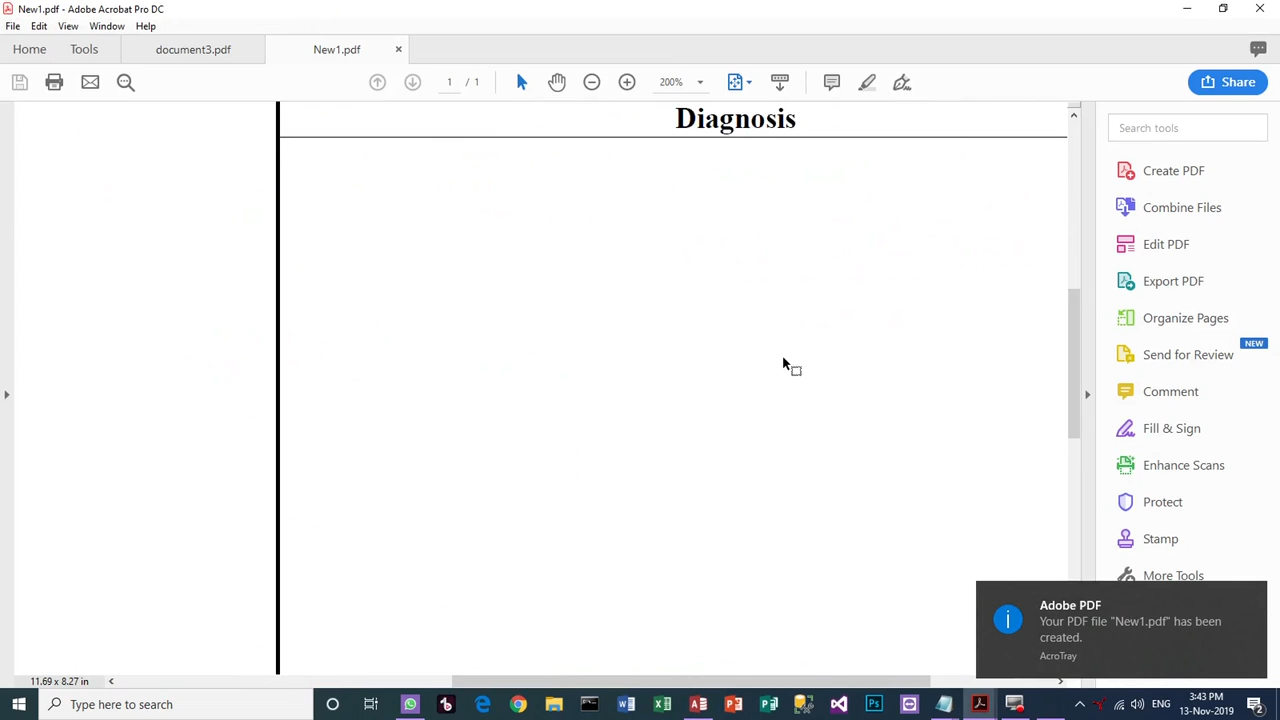 New1.pdf - Adobe Acrobat Pro DC
File Edit View Window Help
Home Tools document3.pdf New1.pdf ×
1 / 1 200% Share
Diagnosis
Search tools
Create PDF
Combine Files
Edit PDF
Export PDF
Organize Pages
NEW
Send for Review
Comment
Fill & Sign
Enhance Scans
Protect
Stamp
More Tools
Adobe PDF
Your PDF file "New1.pdf" has been
created.
AcroTray
11.69 x 8.27 in
Type here to search
ENG
3:43 PM
13-Nov-2019
2